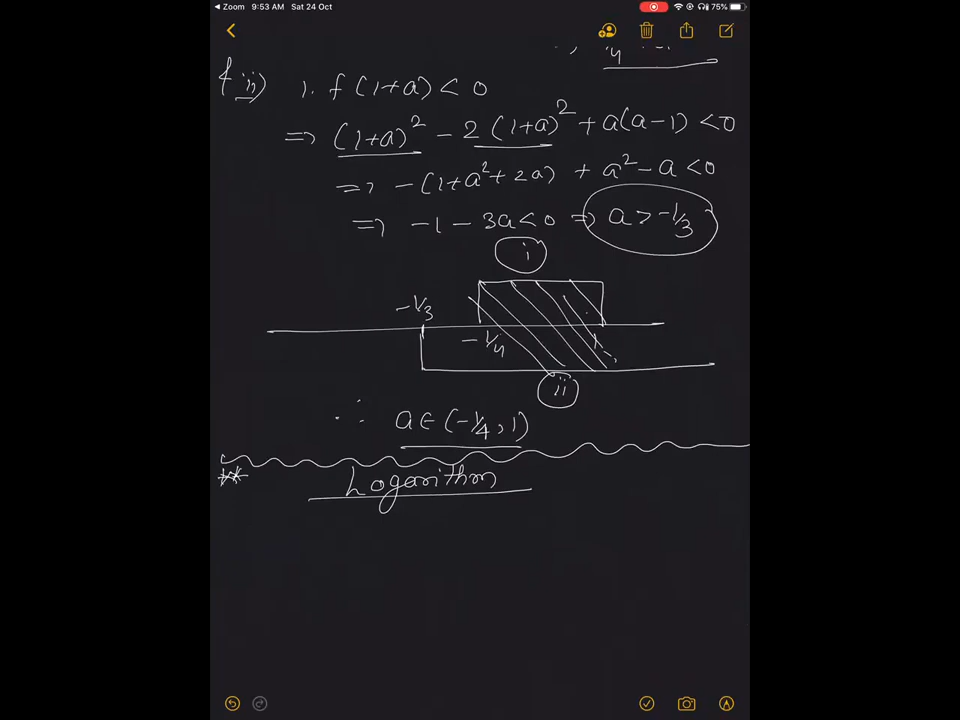 Zoom 9:53 AM Sat 24 Oct 75%
ii) 1. f(1+a) < 0
=> (1+a)² - 2(1+a)² + a(a-1) < 0
=> -(1+a²+2a) + a² - a < 0
=> -1 - 3a < 0 => a > -1/3
i
-1/3
-1/4 1
ii
∴ a ∈ (-1/4, 1)
Logarithm